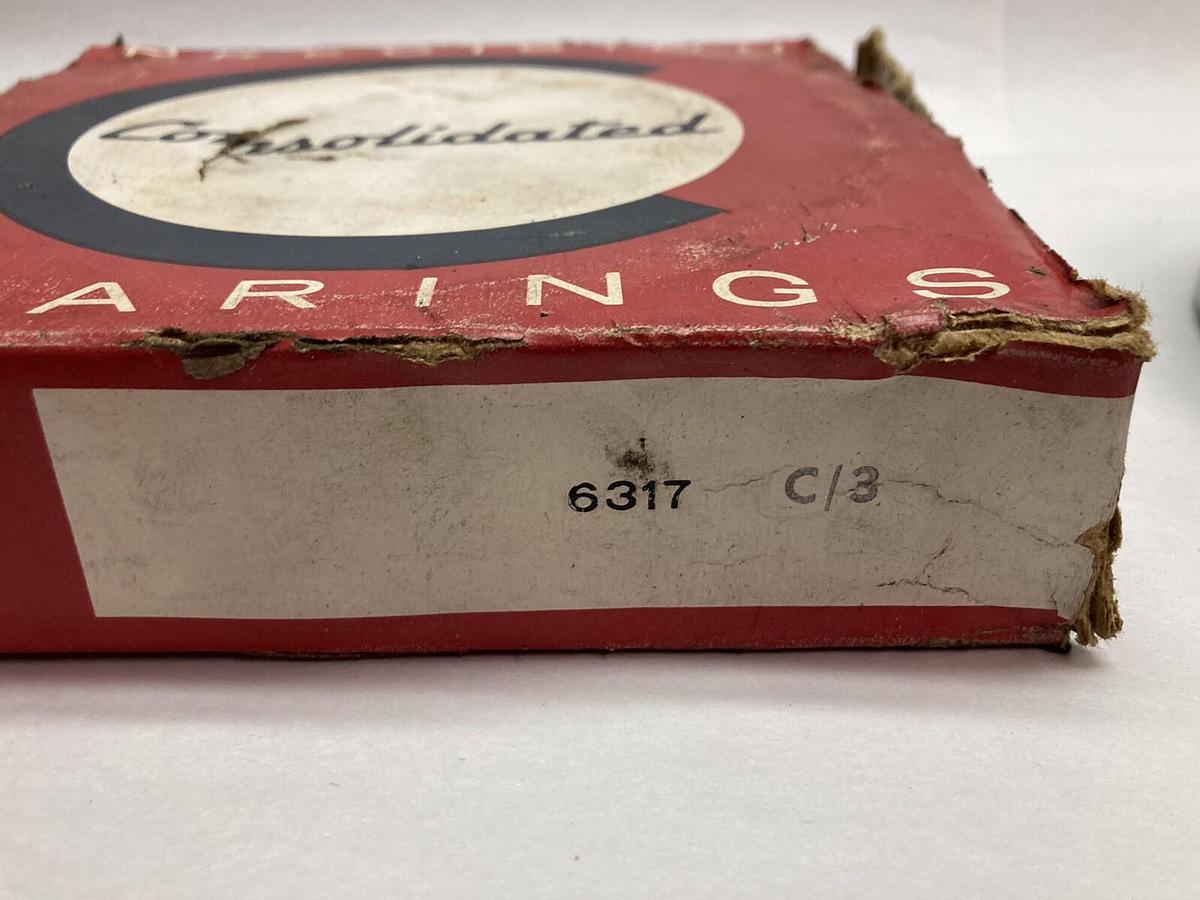 Consolidated
ARINGS
6317 C/3